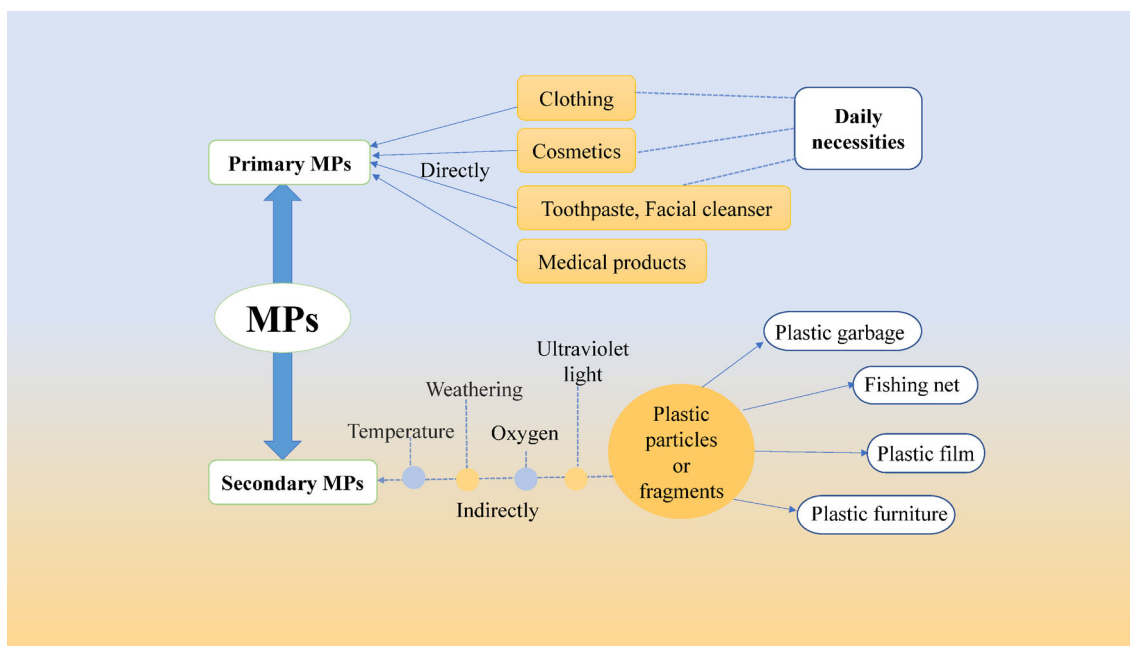 Clothing
Daily
necessities
Cosmetics
Primary MPs
Directly
Toothpaste, Facial cleanser
Medical products
MPs
Plastic garbage
Ultraviolet
light
Weathering
Fishing net
Temperature
Oxygen
Plastic
particles
or
fragments
Plastic film
Secondary MPs
Indirectly
Plastic furniture